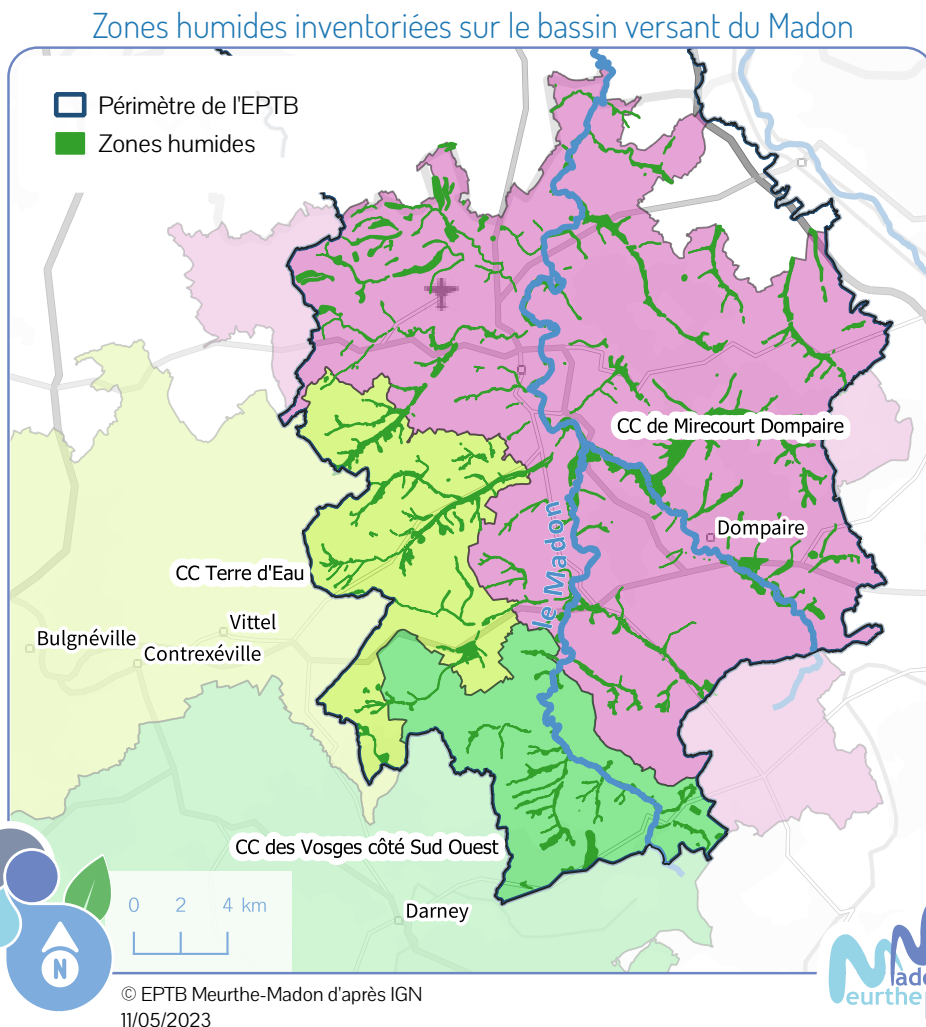 Zones humides inventoriées sur le bassin versant du Madon
Périmètre de l'EPTB
Zones humides
CC de Mirecourt Dompaire
le Madon
Dompaire
CC Terre d'Eau
Vittel
Bulgnéville
Contrexéville
CC des Vosges côté Sud Ouest
Darney
0 2 4 km
N
© EPTB Meurthe-Madon d'après IGN
11/05/2023